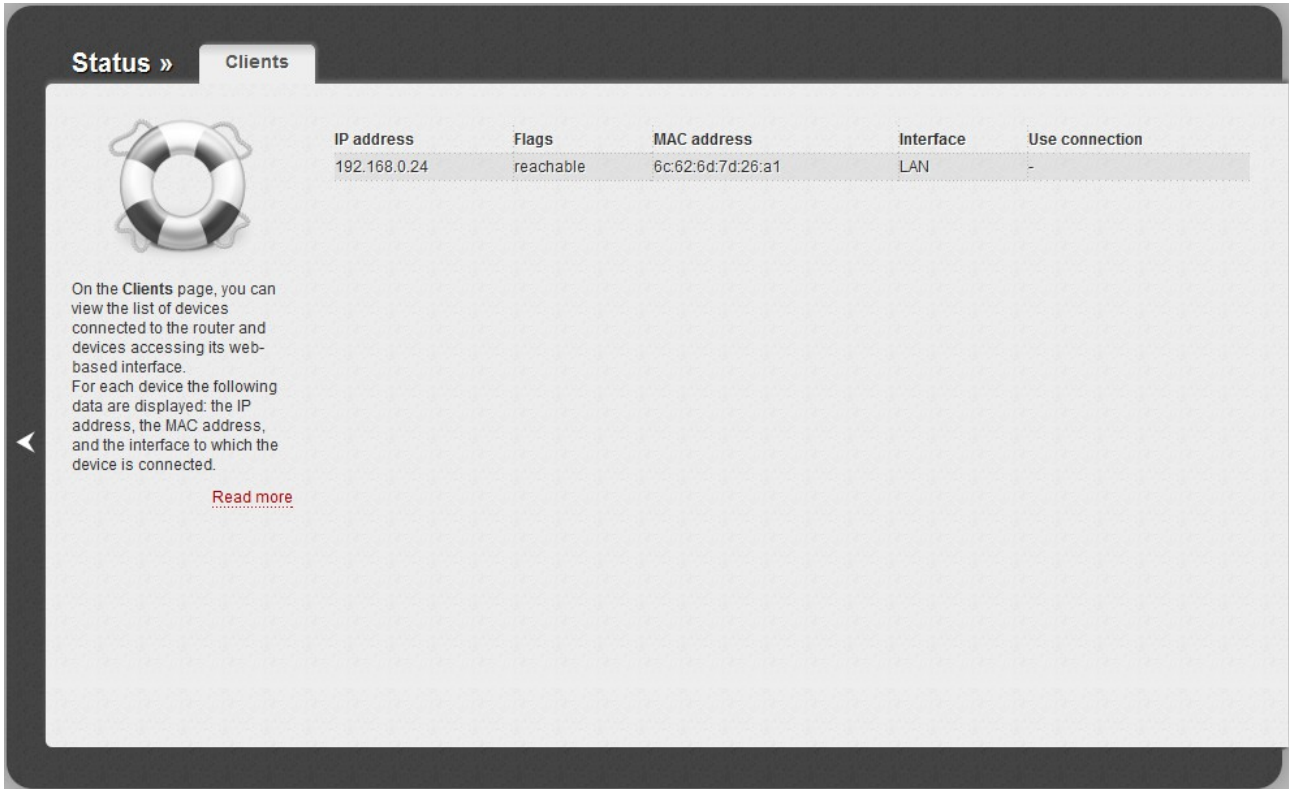 Status »
Clients
IP address Flags MAC address Interface Use connection
192.168.0.24 reachable 6c:62:6d:7d:26:a1 LAN -
On the Clients page, you can
view the list of devices
connected to the router and
devices accessing its web-
based interface.
For each device the following
data are displayed: the IP
address, the MAC address,
and the interface to which the
device is connected.
Read more